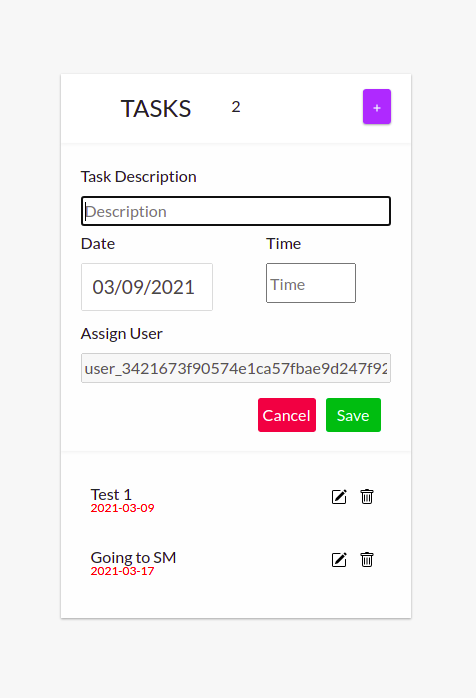 TASKS 2 +
Task Description
Description
Date Time
03/09/2021 Time
Assign User
user_3421673f90574e1ca57fbae9d247f92
Cancel Save
Test 1
2021-03-09
Going to SM
2021-03-17